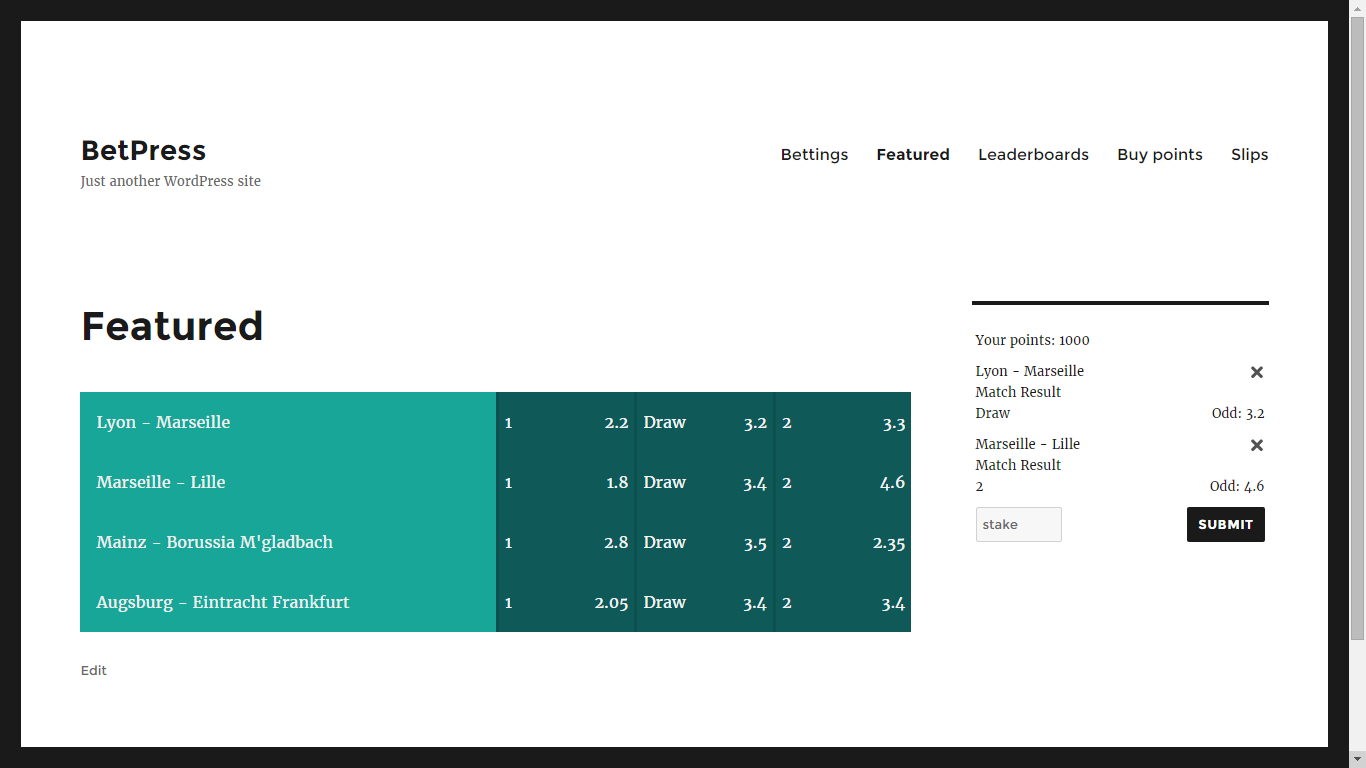 BetPress
Just another WordPress site
Bettings Featured Leaderboards Buy points Slips
Featured
Lyon - Marseille 1 2.2 Draw 3.2 2 3.3
Marseille - Lille 1 1.8 Draw 3.4 2 4.6
Mainz - Borussia M'gladbach 1 2.8 Draw 3.5 2 2.35
Augsburg - Eintracht Frankfurt 1 2.05 Draw 3.4 2 3.4
Edit
Your points: 1000
Lyon - Marseille
Match Result
Draw Odd: 3.2
Marseille - Lille
Match Result
2 Odd: 4.6
stake SUBMIT